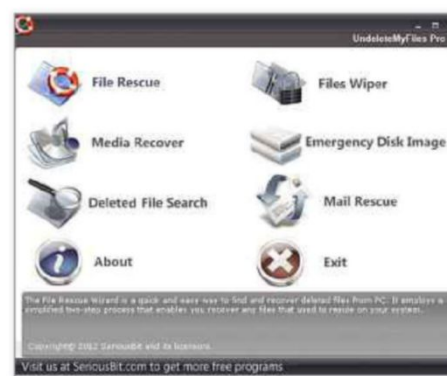 UndeleteMyFiles Pro
File Rescue
Files Wiper
Media Recover
Emergency Disk Image
Deleted File Search
Mail Rescue
About
Exit
The File Rescue Wizard is a quick and easy way to find and recover deleted files from PC. It employs a
simplified two-step process that enables you recover any files that used to reside on your system.
Copyright© 2012 SeriousBit and its licensors
Visit us at SeriousBit.com to get more free programs